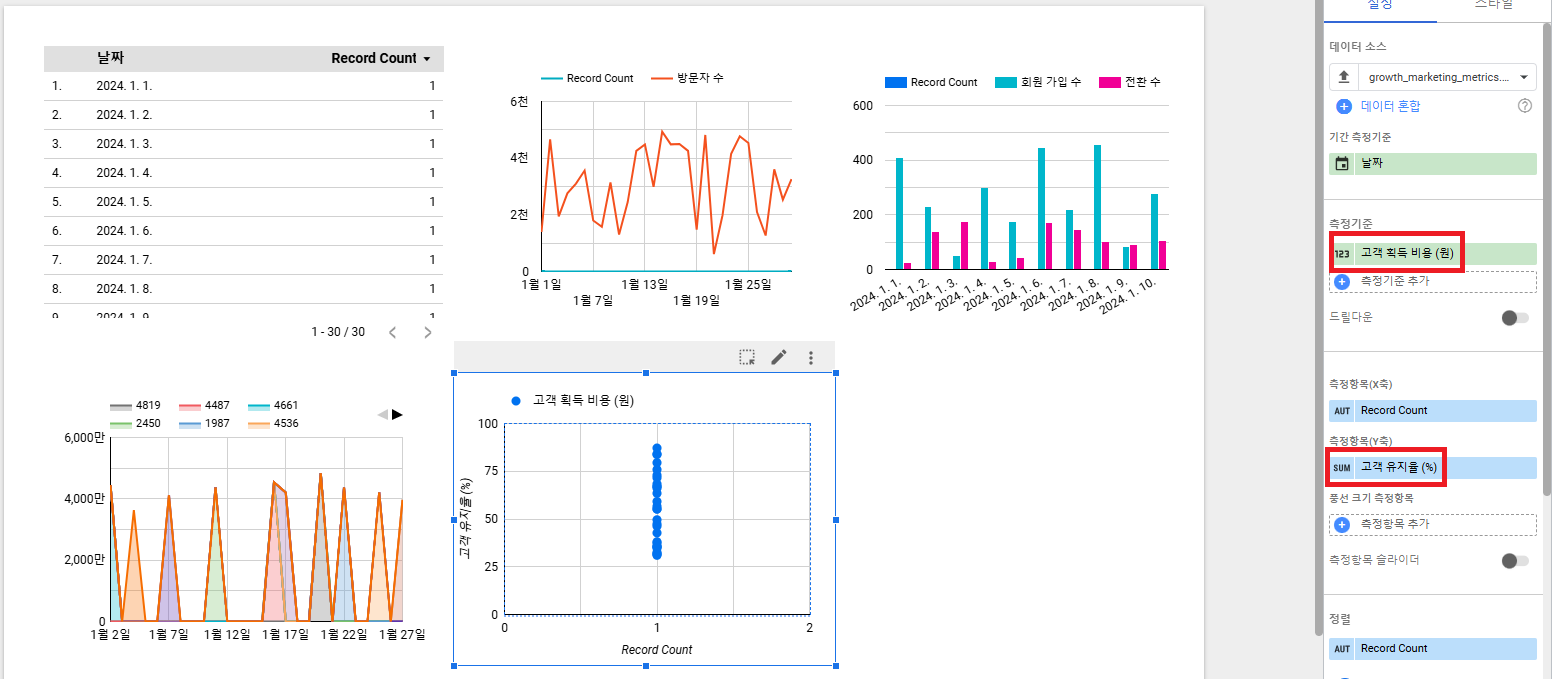 설정 스타일
날짜 Record Count
1. 2024. 1. 1. 1
2. 2024. 1. 2. 1
3. 2024. 1. 3. 1
4. 2024. 1. 4. 1
5. 2024. 1. 5. 1
6. 2024. 1. 6. 1
7. 2024. 1. 7. 1
8. 2024. 1. 8. 1
9. 2024. 1. 9. 1
1 - 30 / 30
Record Count 방문자 수
6천
4천
2천
0
1월 1일 1월 13일 1월 25일
1월 7일 1월 19일
Record Count 회원 가입 수 전환 수
600
400
200
0
2024. 1. 1. 2024. 1. 2. 2024. 1. 3. 2024. 1. 4. 2024. 1. 5. 2024. 1. 6. 2024. 1. 7. 2024. 1. 8. 2024. 1. 9. 2024. 1. 10.
4819 4487 4661
2450 1987 4536
6,000만
4,000만
2,000만
0
1월 2일 1월 7일 1월 12일 1월 17일 1월 22일 1월 27일
고객 획득 비용 (원)
100
75
50
25
0
고객 유지율 (%)
0 1 2
Record Count
데이터 소스
growth_marketing_metrics....
데이터 혼합
기간 측정기준
날짜
측정기준
123 고객 획득 비용 (원)
측정기준 추가
드릴다운
측정항목(X축)
AUT Record Count
측정항목(Y축)
SUM 고객 유지율 (%)
풍선 크기 측정항목
측정항목 추가
측정항목 슬라이더
정렬
AUT Record Count